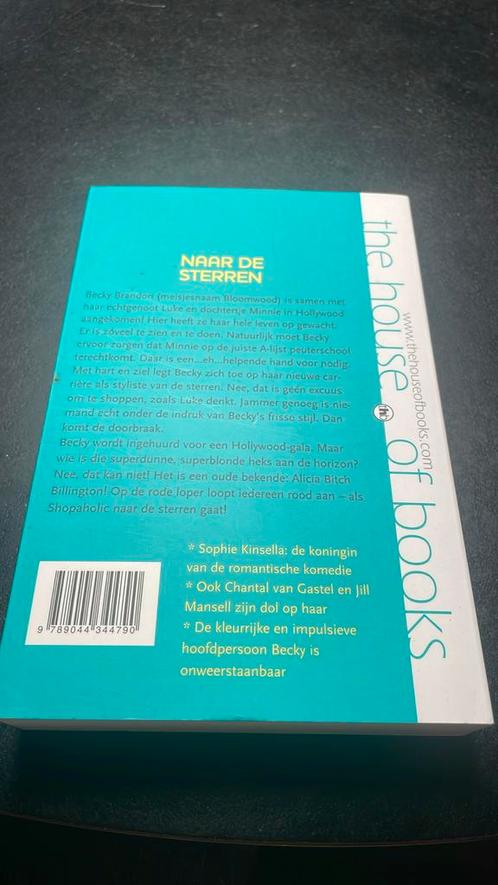 NAAR DE
STERREN
Becky Brandon (meisjesnaam Bloomwood) is samen met
haar echtgenoot Luke en dochtertje Minnie in Hollywood
aangekomen! Hier heeft ze haar hele leven op gewacht.
Er is zóveel te zien en te doen. Natuurlijk moet Becky
ervoor zorgen dat Minnie op de juiste A-lijst peuterschool
terechtkomt. Daar is een...eh...helpende hand voor nodig.
Met hart en ziel legt Becky zich toe op haar nieuwe car-
rière als styliste van de sterren. Nee, dat is géén excuus
om te shoppen, zoals Luke denkt. Jammer genoeg is nie-
mand echt onder de indruk van Becky's frisse stijl. Dan
komt de doorbraak.
Becky wordt ingehuurd voor een Hollywood-gala. Maar
wie is die superdunne, superblonde heks aan de horizon?
Nee, dat kan niet! Het is een oude bekende: Alicia Bitch
Billington! Op de rode loper loopt iedereen rood aan – als
Shopaholic naar de sterren gaat!
* Sophie Kinsella: de koningin
van de romantische komedie
* Ook Chantal van Gastel en Jill
Mansell zijn dol op haar
* De kleurrijke en impulsieve
hoofdpersoon Becky is
onweerstaanbaar
9 789044 344790
the house of books
www.thehouseofbooks.com